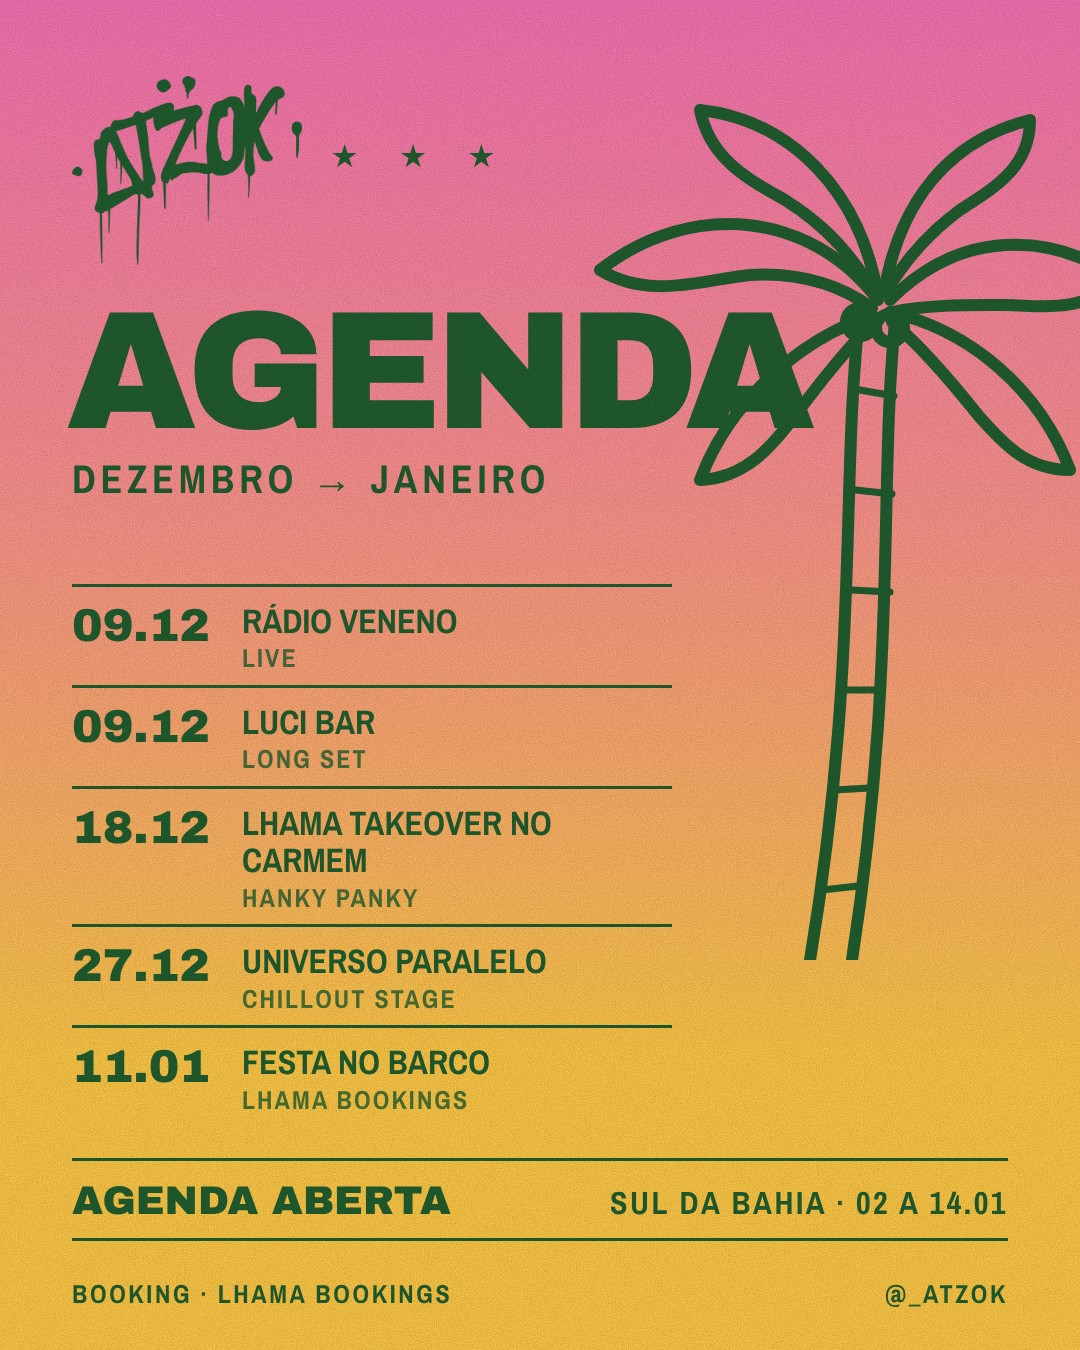 ATZOK
★ ★ ★
AGENDA
DEZEMBRO → JANEIRO
09.12 RÁDIO VENENO
LIVE
09.12 LUCI BAR
LONG SET
18.12 LHAMA TAKEOVER NO
CARMEM
HANKY PANKY
27.12 UNIVERSO PARALELO
CHILLOUT STAGE
11.01 FESTA NO BARCO
LHAMA BOOKINGS
AGENDA ABERTA SUL DA BAHIA · 02 A 14.01
BOOKING · LHAMA BOOKINGS @_ATZOK